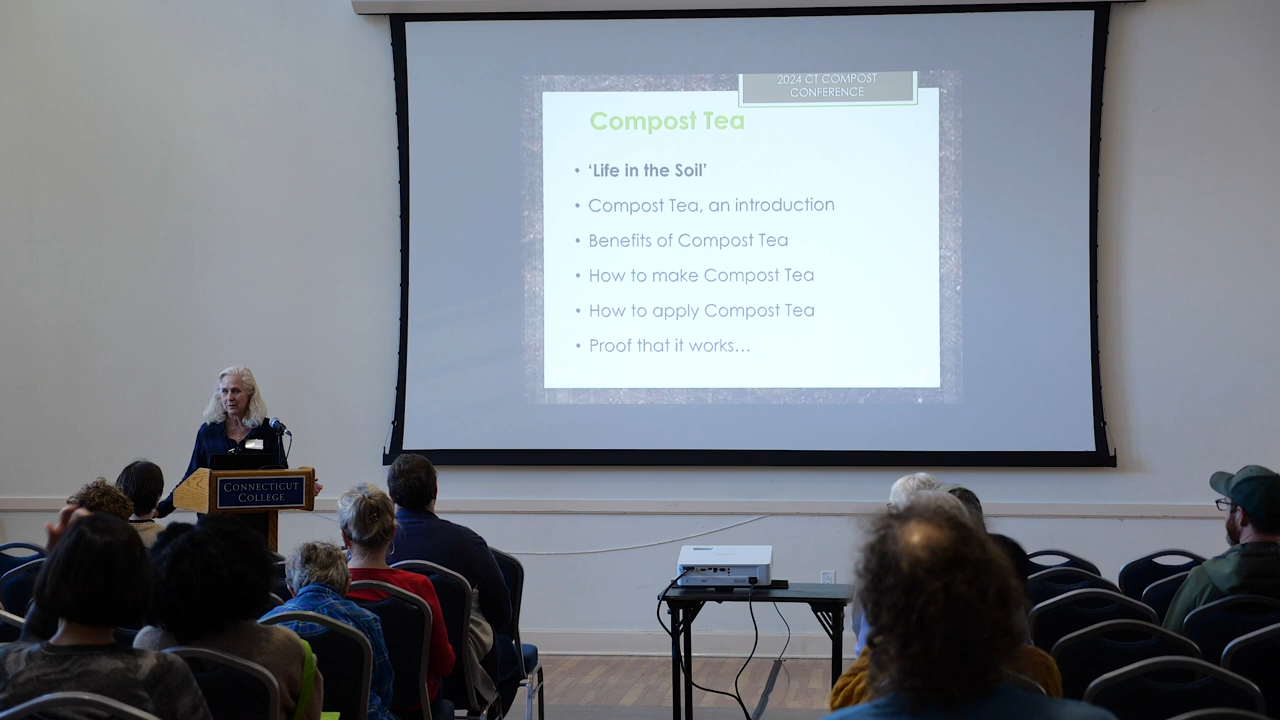 2024 CT COMPOST
CONFERENCE
Compost Tea
• ‘Life in the Soil’
• Compost Tea, an introduction
• Benefits of Compost Tea
• How to make Compost Tea
• How to apply Compost Tea
• Proof that it works...
CONNECTICUT
COLLEGE